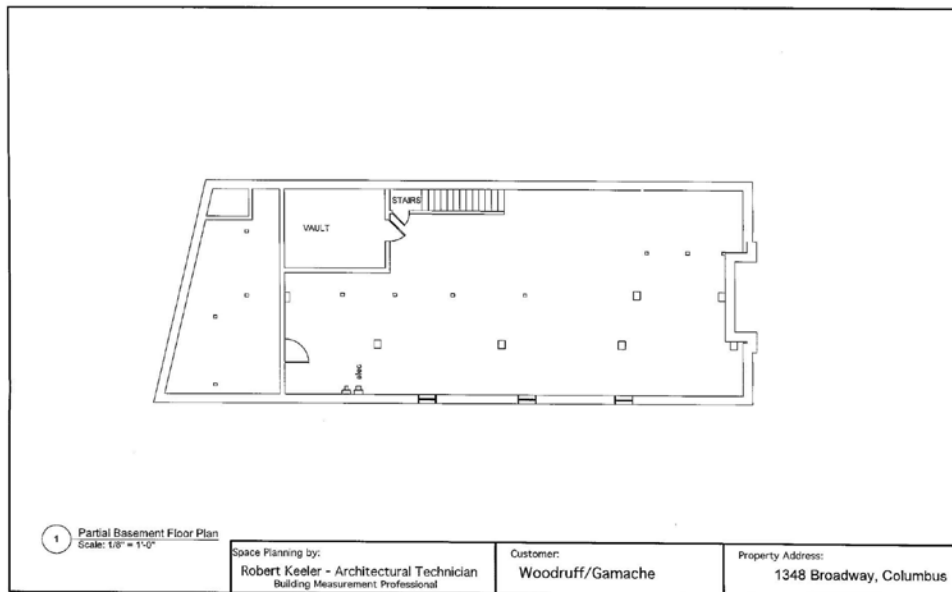 STAIRS
VAULT
elec
1
Partial Basement Floor Plan
Scale: 1/8" = 1'-0"
Space Planning by:
Robert Keeler - Architectural Technician
Building Measurement Professional
Customer:
Woodruff/Gamache
Property Address:
1348 Broadway, Columbus